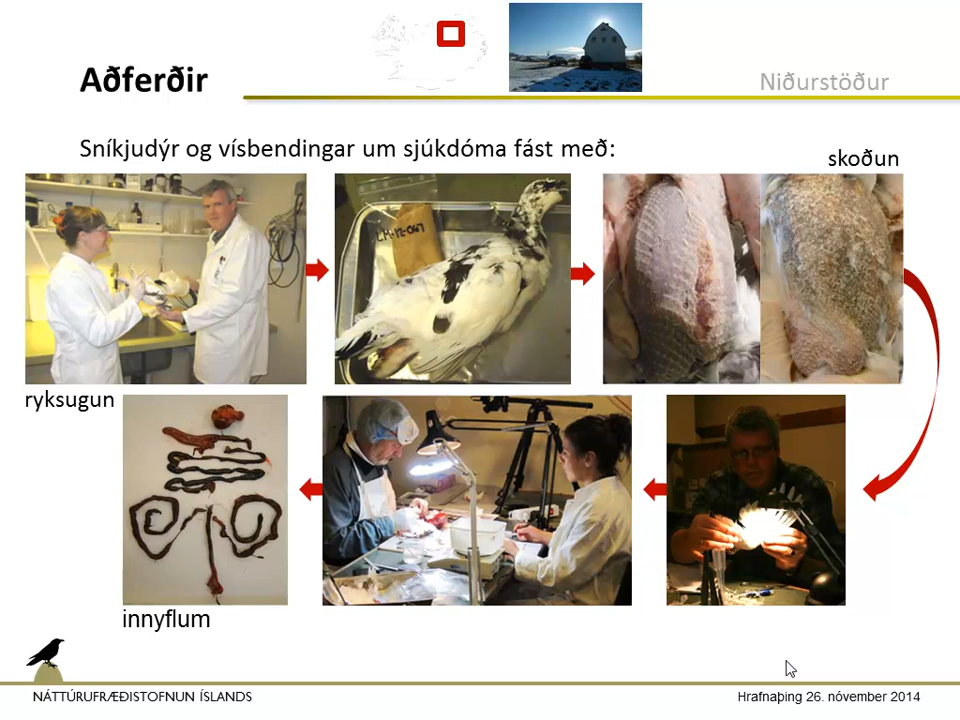 Aðferðir
Niðurstöður
Sníkjudýr og vísbendingar um sjúkdóma fást með:
skoðun
ryksugun
innyflum
NÁTTÚRUFRÆÐISTOFNUN ÍSLANDS
Hrafnaþing 26. nóvember 2014